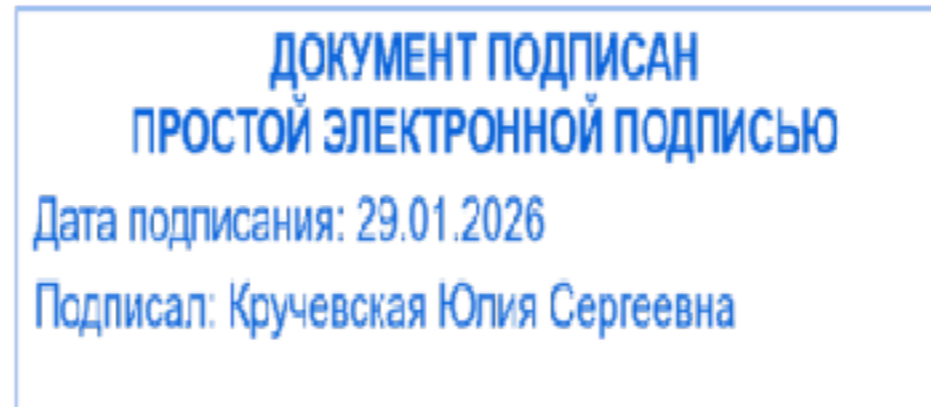 ДОКУМЕНТ ПОДПИСАН
ПРОСТОЙ ЭЛЕКТРОННОЙ ПОДПИСЬЮ
Дата подписания: 29.01.2026
Подписал: Кручевская Юлия Сергеевна